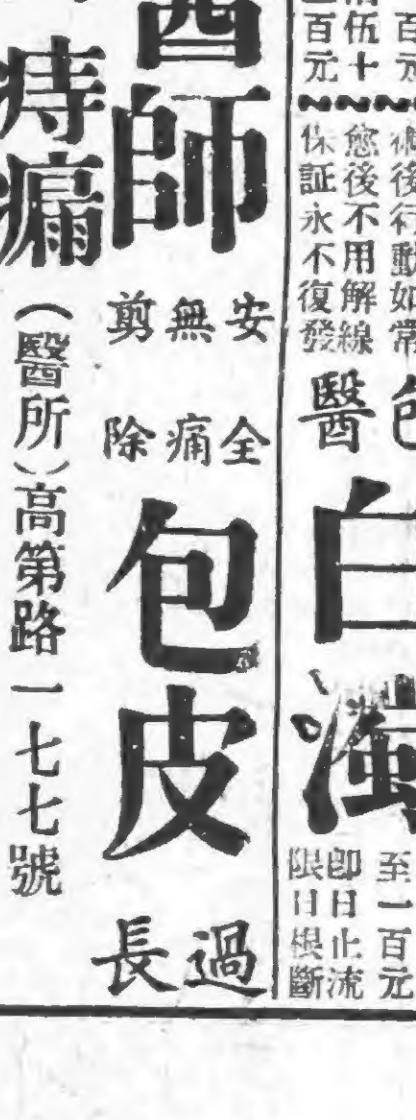 百元
伍十
百元
術後行動如常
愈後不用解線
保証永不復發
包醫
白濁
至一百元
即日止流
限日根斷
醫師
安全
無痛
剪除
包皮
過長
痔瘺
（醫所）高第路一七七號